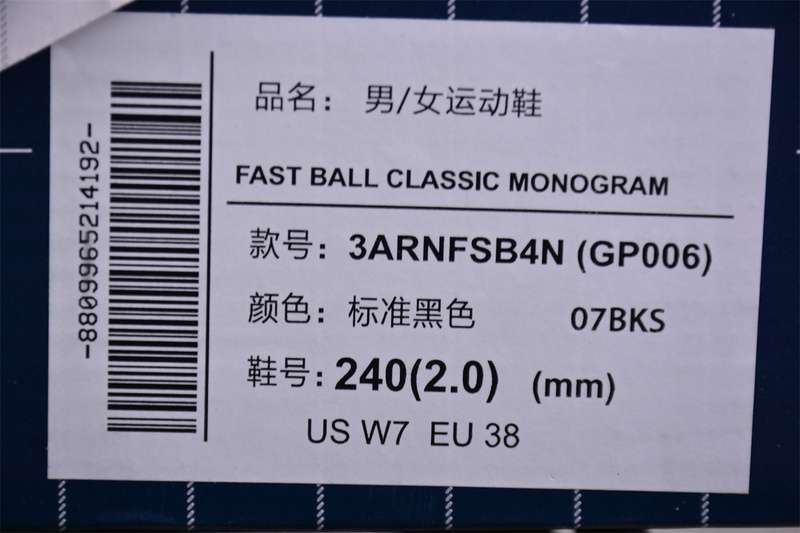 -8809965214192-
品名： 男/女运动鞋
FAST BALL CLASSIC MONOGRAM
款号：3ARNFSB4N (GP006)
颜色：标准黑色 07BKS
鞋号:240(2.0) (mm)
US W7 EU 38